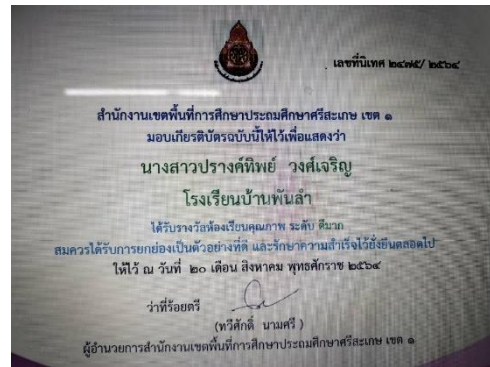 เลขที่นิเทศ ๒๔๗๕/ ๒๕๖๔
สำนักงานเขตพื้นที่การศึกษาประถมศึกษาศรีสะเกษ เขต ๑
มอบเกียรติบัตรฉบับนี้ให้ไว้เพื่อแสดงว่า
นางสาวปรางค์ทิพย์ วงศ์เจริญ
โรงเรียนบ้านพันลำ
ได้รับรางวัลห้องเรียนคุณภาพ ระดับ ดีมาก
สมควรได้รับการยกย่องเป็นตัวอย่างที่ดี และรักษาความสำเร็จไว้ยั่งยืนตลอดไป
ให้ไว้ ณ วันที่ ๒๐ เดือน สิงหาคม พุทธศักราช ๒๕๖๔
ว่าที่ร้อยตรี
(ทวีศักดิ์ นามศรี )
ผู้อำนวยการสำนักงานเขตพื้นที่การศึกษาประถมศึกษาศรีสะเกษ เขต ๑